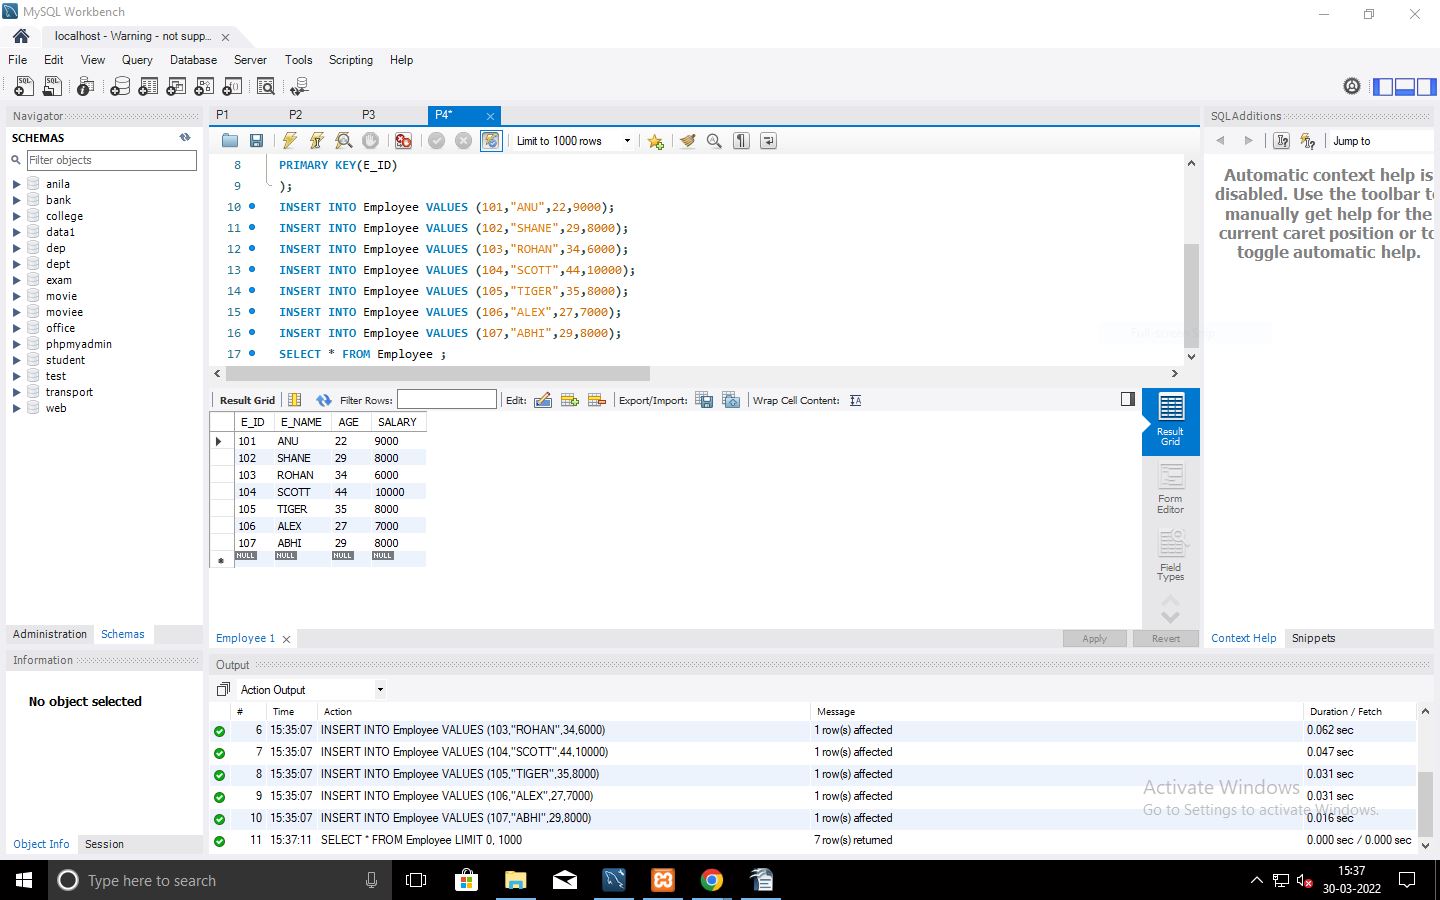 MySQL Workbench
localhost - Warning - not supp...
File Edit View Query Database Server Tools Scripting Help
Navigator
SCHEMAS
Filter objects
anila
bank
college
data1
dep
dept
exam
movie
moviee
office
phpmyadmin
student
test
transport
web
Administration Schemas
Information
No object selected
Object Info Session
P1 P2 P3 P4*
Limit to 1000 rows
8 PRIMARY KEY(E_ID)
9 );
10 INSERT INTO Employee VALUES (101,"ANU",22,9000);
11 INSERT INTO Employee VALUES (102,"SHANE",29,8000);
12 INSERT INTO Employee VALUES (103,"ROHAN",34,6000);
13 INSERT INTO Employee VALUES (104,"SCOTT",44,10000);
14 INSERT INTO Employee VALUES (105,"TIGER",35,8000);
15 INSERT INTO Employee VALUES (106,"ALEX",27,7000);
16 INSERT INTO Employee VALUES (107,"ABHI",29,8000);
17 SELECT * FROM Employee ;
Result Grid Filter Rows: Edit: Export/Import: Wrap Cell Content:
E_ID E_NAME AGE SALARY
101 ANU 22 9000
102 SHANE 29 8000
103 ROHAN 34 6000
104 SCOTT 44 10000
105 TIGER 35 8000
106 ALEX 27 7000
107 ABHI 29 8000
NULL NULL NULL NULL
Result
Grid
Form
Editor
Field
Types
Employee 1
Apply Revert
SQLAdditions
Jump to
Automatic context help is
disabled. Use the toolbar to
manually get help for the
current caret position or to
toggle automatic help.
Full-screen Snip
Context Help Snippets
Output
Action Output
# Time Action Message Duration / Fetch
6 15:35:07 INSERT INTO Employee VALUES (103,"ROHAN",34,6000) 1 row(s) affected 0.062 sec
7 15:35:07 INSERT INTO Employee VALUES (104,"SCOTT",44,10000) 1 row(s) affected 0.047 sec
8 15:35:07 INSERT INTO Employee VALUES (105,"TIGER",35,8000) 1 row(s) affected 0.031 sec
9 15:35:07 INSERT INTO Employee VALUES (106,"ALEX",27,7000) 1 row(s) affected 0.031 sec
10 15:35:07 INSERT INTO Employee VALUES (107,"ABHI",29,8000) 1 row(s) affected 0.016 sec
11 15:37:11 SELECT * FROM Employee LIMIT 0, 1000 7 row(s) returned 0.000 sec / 0.000 sec
Activate Windows
Go to Settings to activate Windows.
Type here to search
15:37
30-03-2022